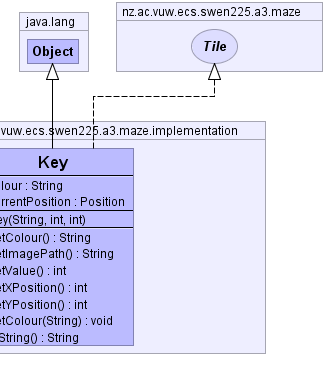 java.lang
nz.ac.vuw.ecs.swen225.a3.maze
Object
Tile
vuw.ecs.swen225.a3.maze.implementation
Key
olour : String
urrentPosition : Position
ey(String, int, int)
etColour() : String
etImagePath() : String
etValue() : int
etXPosition() : int
etYPosition() : int
etColour(String) : void
String() : String